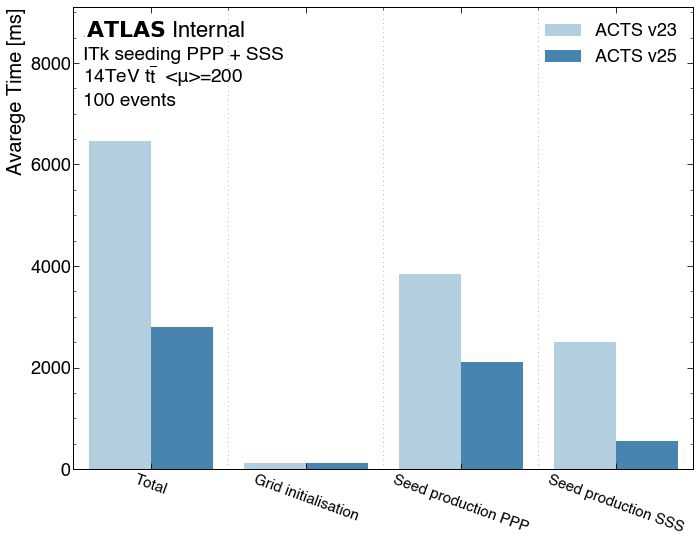 ATLAS Internal
ITk seeding PPP + SSS
14TeV tt̄ <μ>=200
100 events
ACTS v23
ACTS v25
Avarege Time [ms]
8000
6000
4000
2000
0
Total
Grid initialisation
Seed production PPP
Seed production SSS